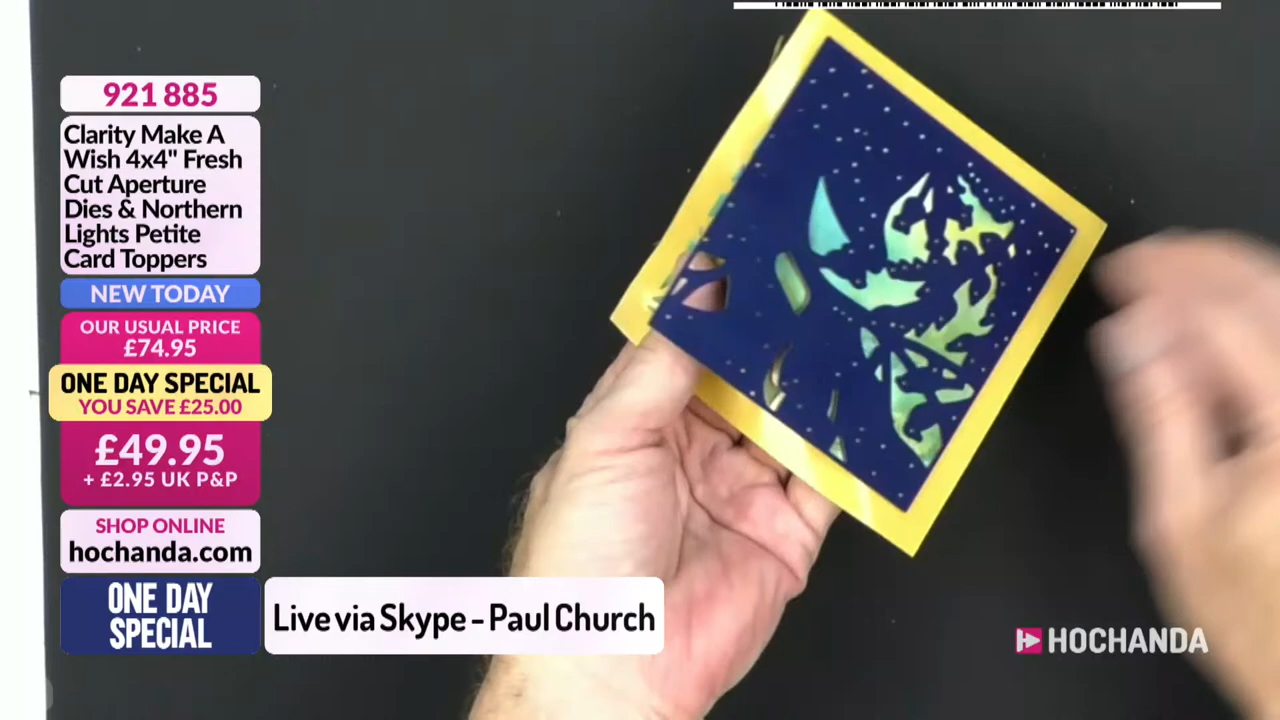 921 885
Clarity Make A
Wish 4x4" Fresh
Cut Aperture
Dies & Northern
Lights Petite
Card Toppers
NEW TODAY
OUR USUAL PRICE
£74.95
ONE DAY SPECIAL
YOU SAVE £25.00
£49.95
+ £2.95 UK P&P
SHOP ONLINE
hochanda.com
ONE DAY
SPECIAL
Live via Skype - Paul Church
HOCHANDA